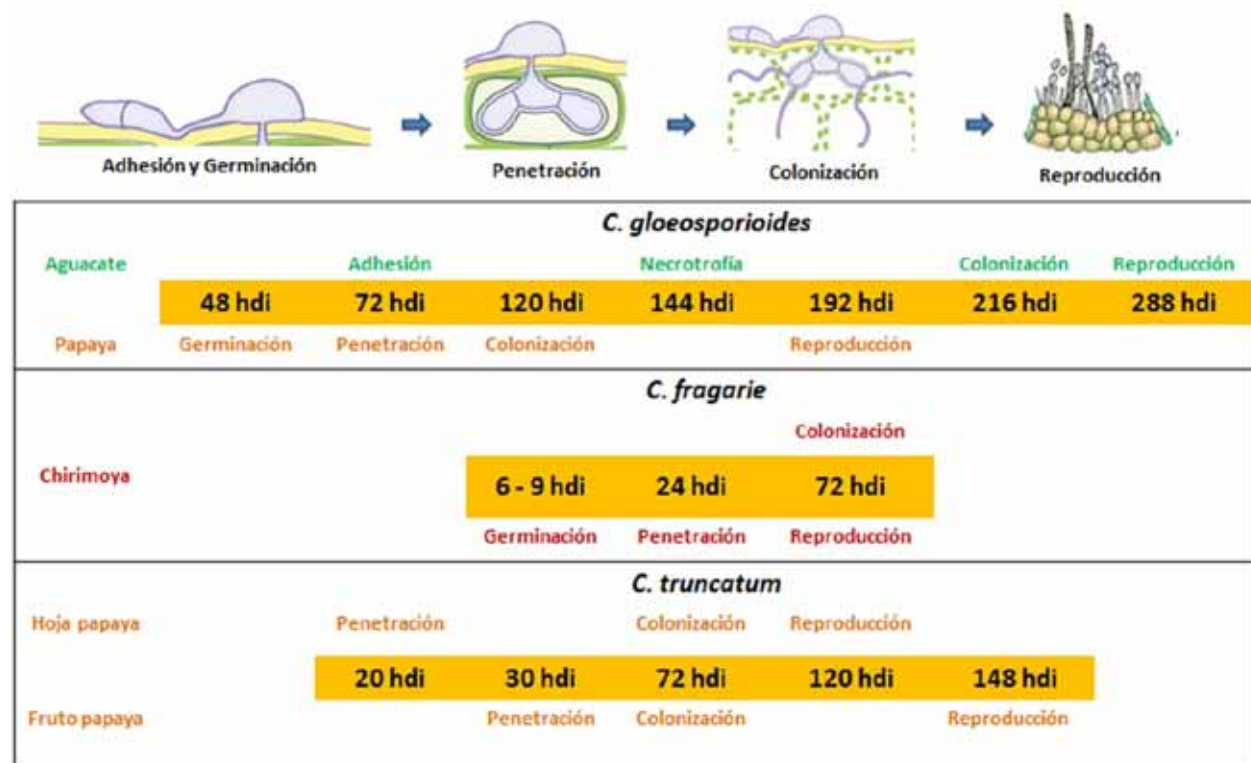 Adhesión y Germinación
Penetración
Colonización
Reproducción
C. gloeosporioides
Aguacate Adhesión Necrotrofía Colonización Reproducción
48 hdi 72 hdi 120 hdi 144 hdi 192 hdi 216 hdi 288 hdi
Papaya Germinación Penetración Colonización Reproducción
C. fragarie
Colonización
Chirimoya
6 - 9 hdi 24 hdi 72 hdi
Germinación Penetración Reproducción
C. truncatum
Hoja papaya Penetración Colonización Reproducción
20 hdi 30 hdi 72 hdi 120 hdi 148 hdi
Fruto papaya Penetración Colonización Reproducción